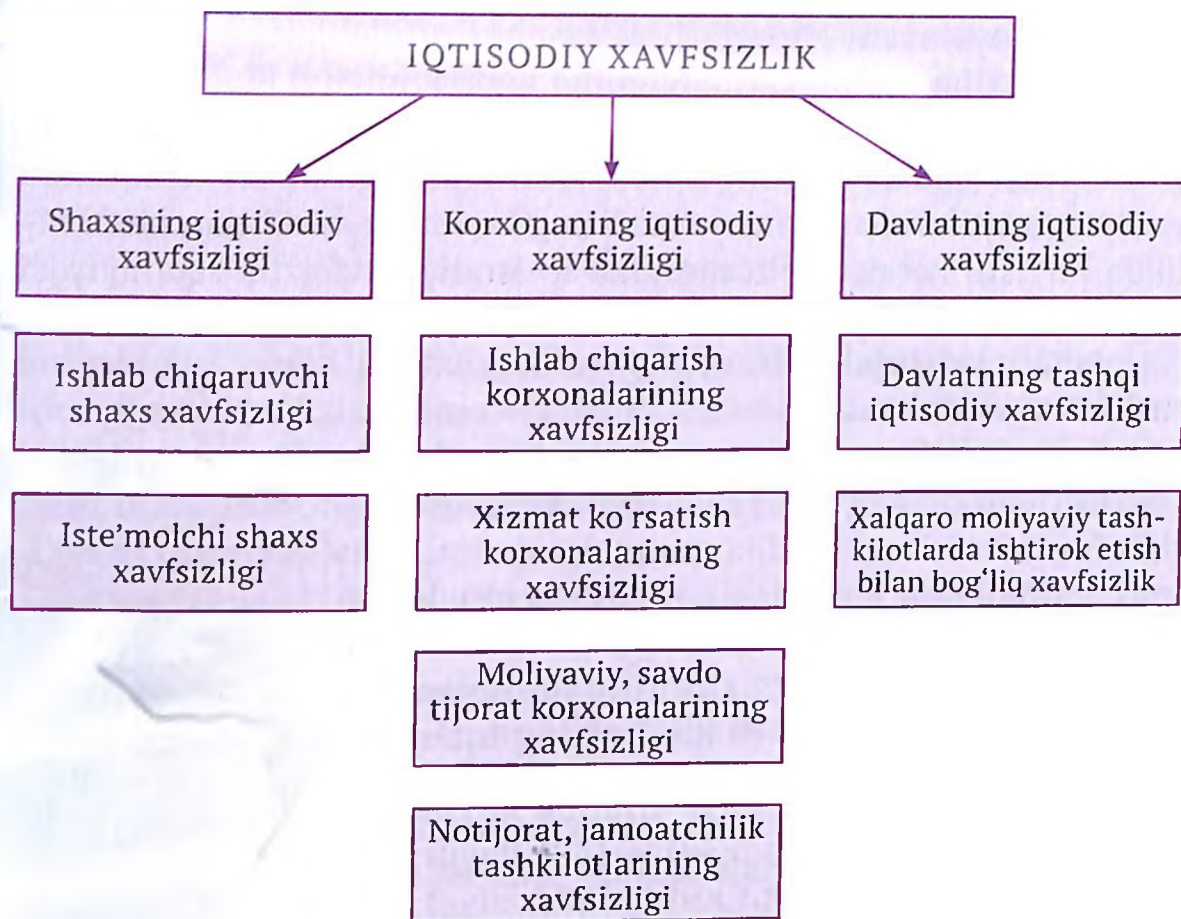 IQTISODIY XAVFSIZLIK
Shaxsning iqtisodiy
xavfsizligi
Ishlab chiqaruvchi
shaxs xavfsizligi
Iste’molchi shaxs
xavfsizligi
Korxonaning iqtisodiy
xavfsizligi
Ishlab chiqarish
korxonalarining
xavfsizligi
Xizmat ko‘rsatish
korxonalarining
xavfsizligi
Moliyaviy, savdo
tijorat korxonalarining
xavfsizligi
Notijorat, jamoatchilik
tashkilotlarining
xavfsizligi
Davlatning iqtisodiy
xavfsizligi
Davlatning tashqi
iqtisodiy xavfsizligi
Xalqaro moliyaviy tash-
kilotlarda ishtirok etish
bilan bog‘liq xavfsizlik